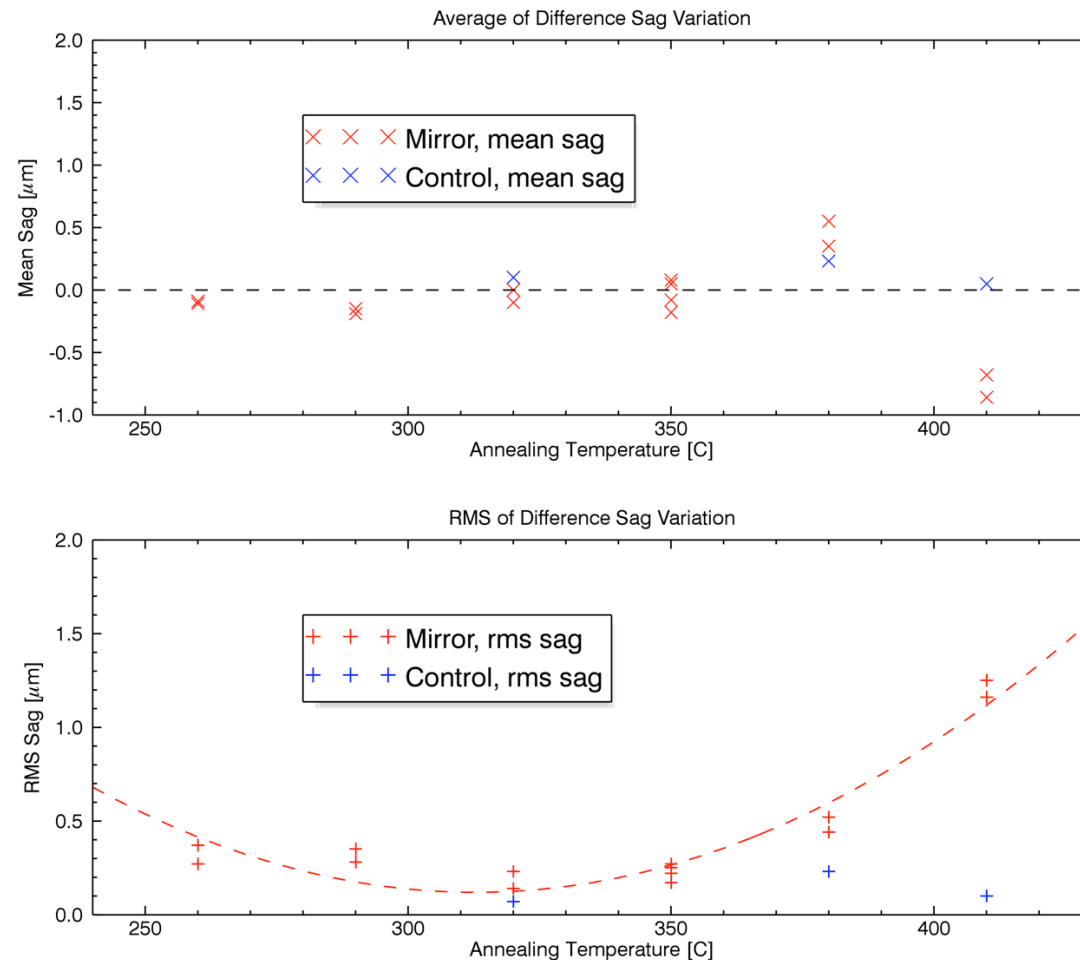 Average of Difference Sag Variation
2.0
1.5
1.0
0.5
0.0
-0.5
-1.0
Mean Sag [μm]
Mirror, mean sag
Control, mean sag
250 300 350 400
Annealing Temperature [C]
RMS of Difference Sag Variation
2.0
1.5
1.0
0.5
0.0
RMS Sag [μm]
Mirror, rms sag
Control, rms sag
250 300 350 400
Annealing Temperature [C]